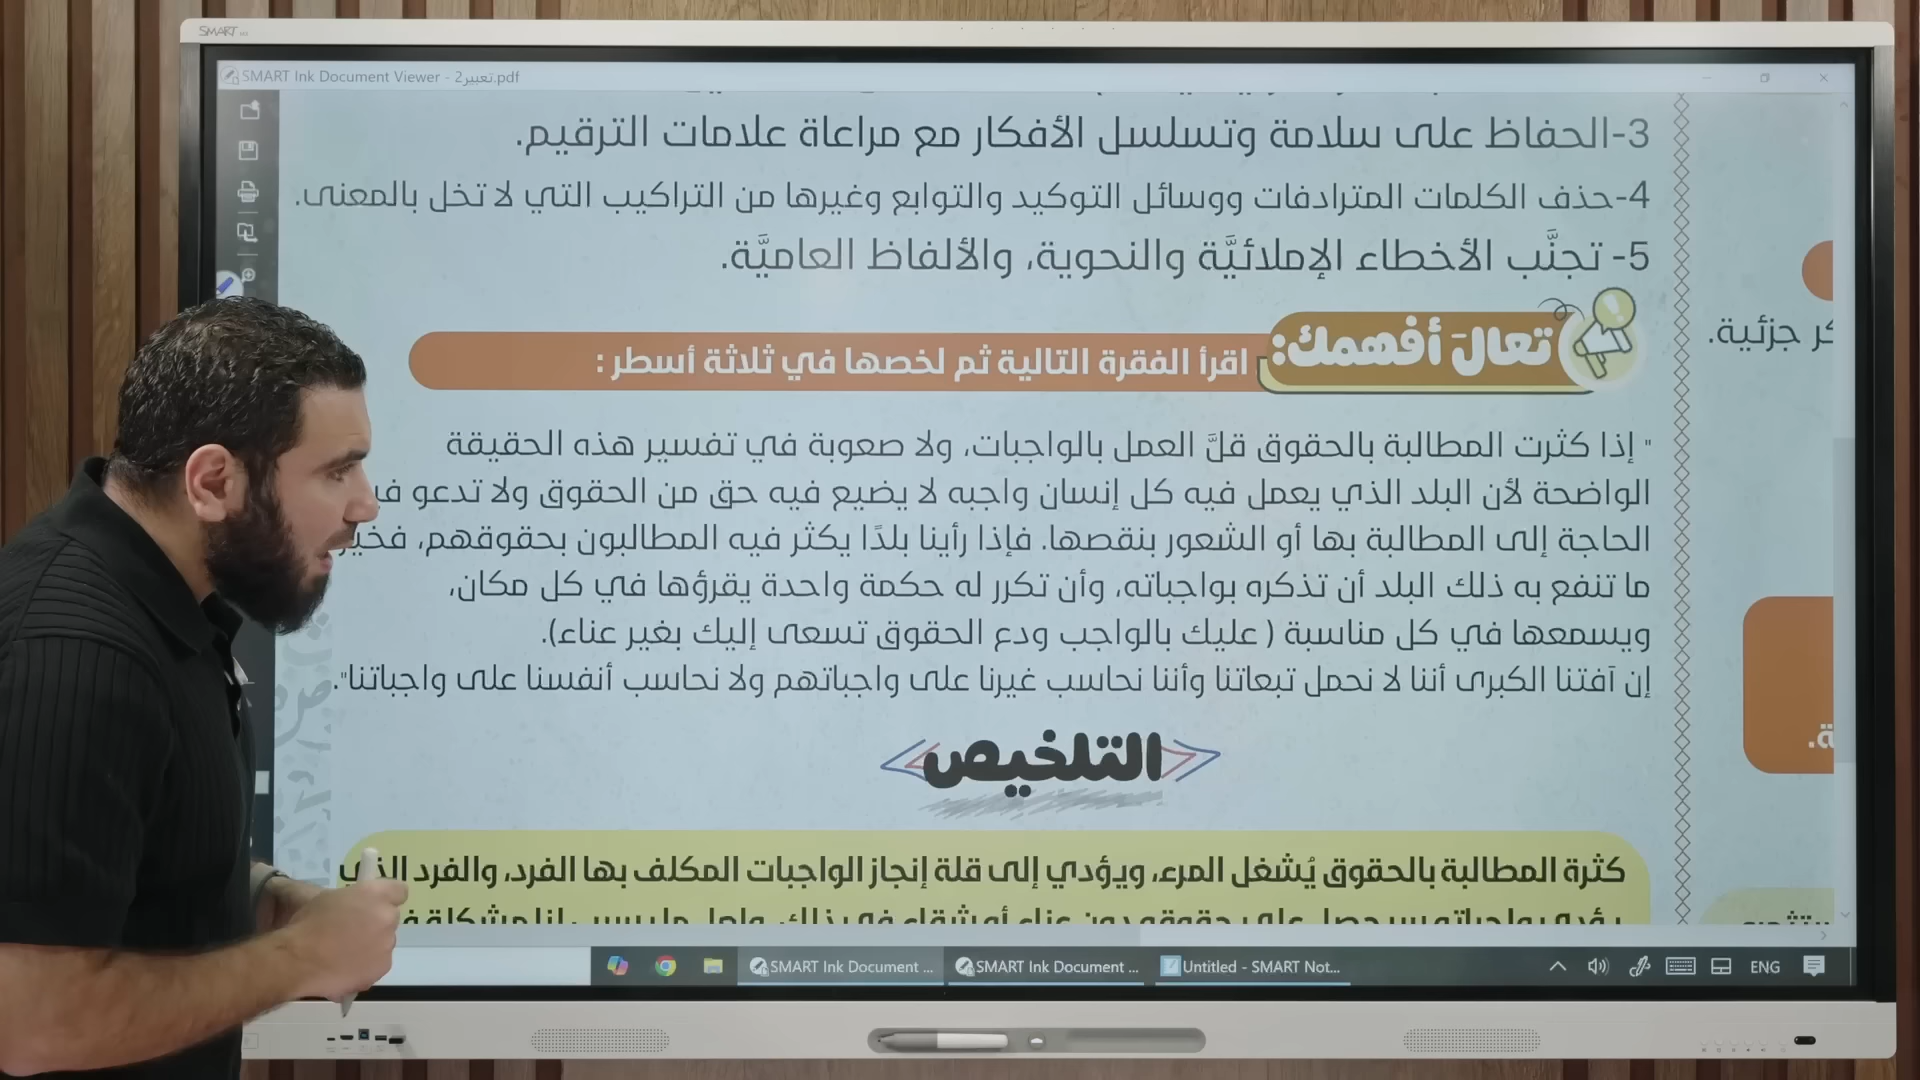 SMART
SMART Ink Document Viewer - تعبير2.pdf
3-الحفاظ على سلامة وتسلسل الأفكار مع مراعاة علامات الترقيم.
4-حذف الكلمات المترادفات ووسائل التوكيد والتوابع وغيرها من التراكيب التي لا تخل بالمعنى.
5- تجنَّب الأخطاء الإملائيَّة والنحوية، والألفاظ العاميَّة.
تعالَ أفهمك:
اقرأ الفقرة التالية ثم لخصها في ثلاثة أسطر :
جزئية.
" إذا كثرت المطالبة بالحقوق قلَّ العمل بالواجبات، ولا صعوبة في تفسير هذه الحقيقة
الواضحة لأن البلد الذي يعمل فيه كل إنسان واجبه لا يضيع فيه حق من الحقوق ولا تدعو
الحاجة إلى المطالبة بها أو الشعور بنقصها. فإذا رأينا بلدًا يكثر فيه المطالبون بحقوقهم، فخير
ما تنفع به ذلك البلد أن تذكره بواجباته، وأن تكرر له حكمة واحدة يقرؤها في كل مكان،
ويسمعها في كل مناسبة ( عليك بالواجب ودع الحقوق تسعى إليك بغير عناء).
إن آفتنا الكبرى أننا لا نحمل تبعاتنا وأننا نحاسب غيرنا على واجباتهم ولا نحاسب أنفسنا على واجباتنا".
التلخيص
كثرة المطالبة بالحقوق يُشغل المرء، ويؤدي إلى قلة إنجاز الواجبات المكلف بها الفرد، والفرد الذي
SMART Ink Document ...
SMART Ink Document ...
Untitled - SMART Not...
ENG